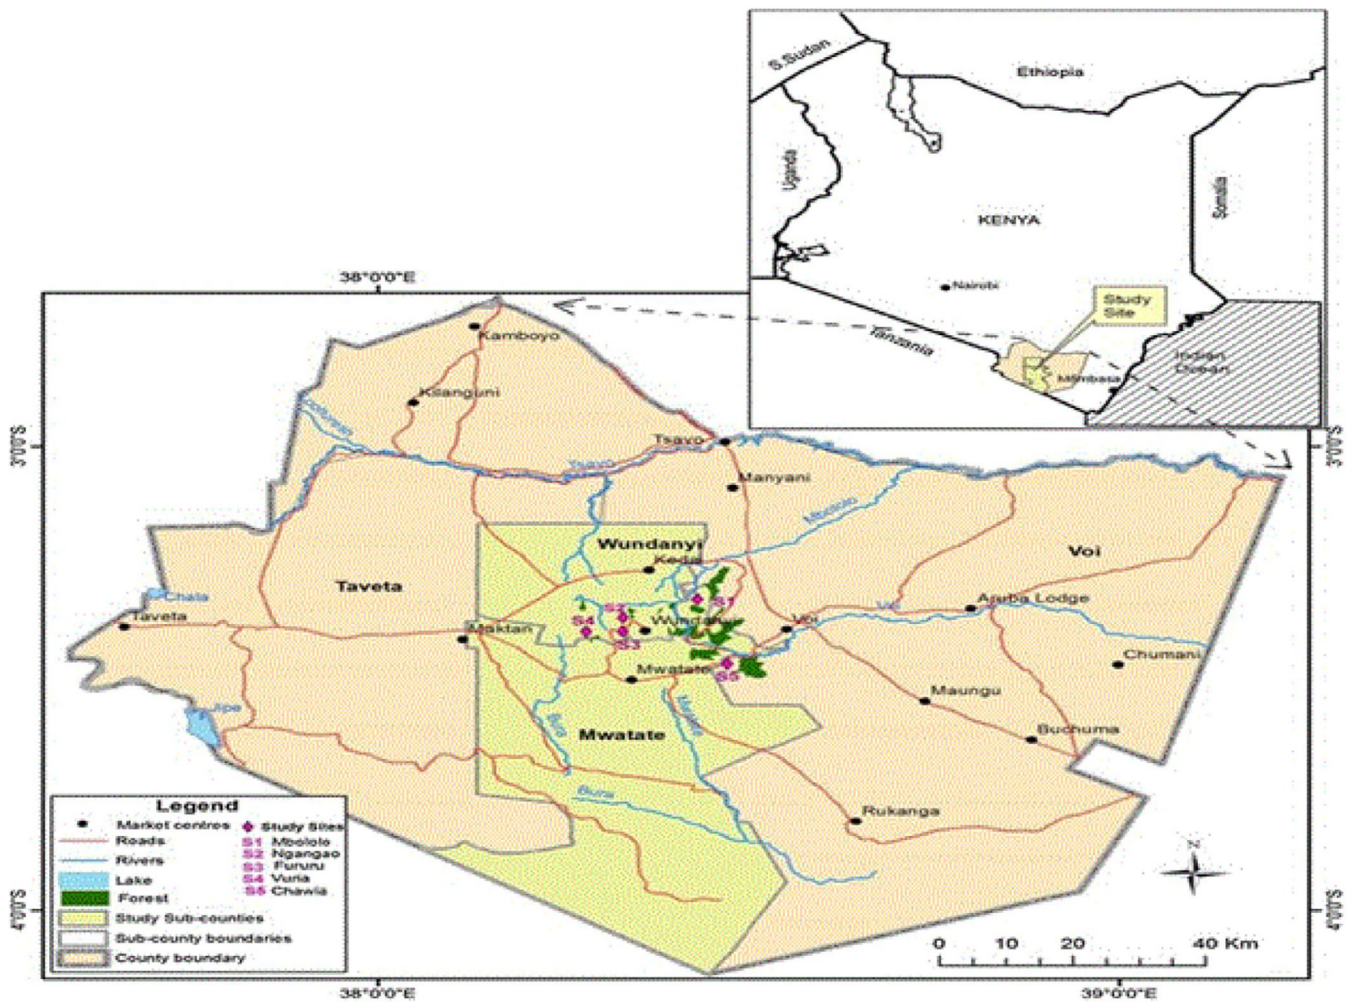 S.Sudan
Ethiopia
Uganda
Somalia
KENYA
Nairobi
Study
Site
Tanzania
Indian
Ocean
Mombasa
38°0'0"E
Kamboyo
Kilanguni
3°0'0"S
3°0'0"S
Tsavo
Tsavo
Manyani
Mbololo
Wundanyi
Voi
Taveta
Kedai
Chala
Taveta
S1
S2
S4
S3
Wundanyi
Maktau
Voi
Voi
Aruba Lodge
Mwatate
S5
Chumani
Maungu
Jipe
Bura
Mwatate
Mwatate
Buchuma
Bura
Rukanga
Legend
Market centres
Study Sites
Roads
S1 Mbololo
Rivers
S2 Ngangao
S3 Fururu
Lake
S4 Vuria
Forest
S5 Chawia
Study Sub-counties
Sub-county boundaries
County boundary
N
4°0'0"S
4°0'0"S
0 10 20 40 Km
38°0'0"E
39°0'0"E